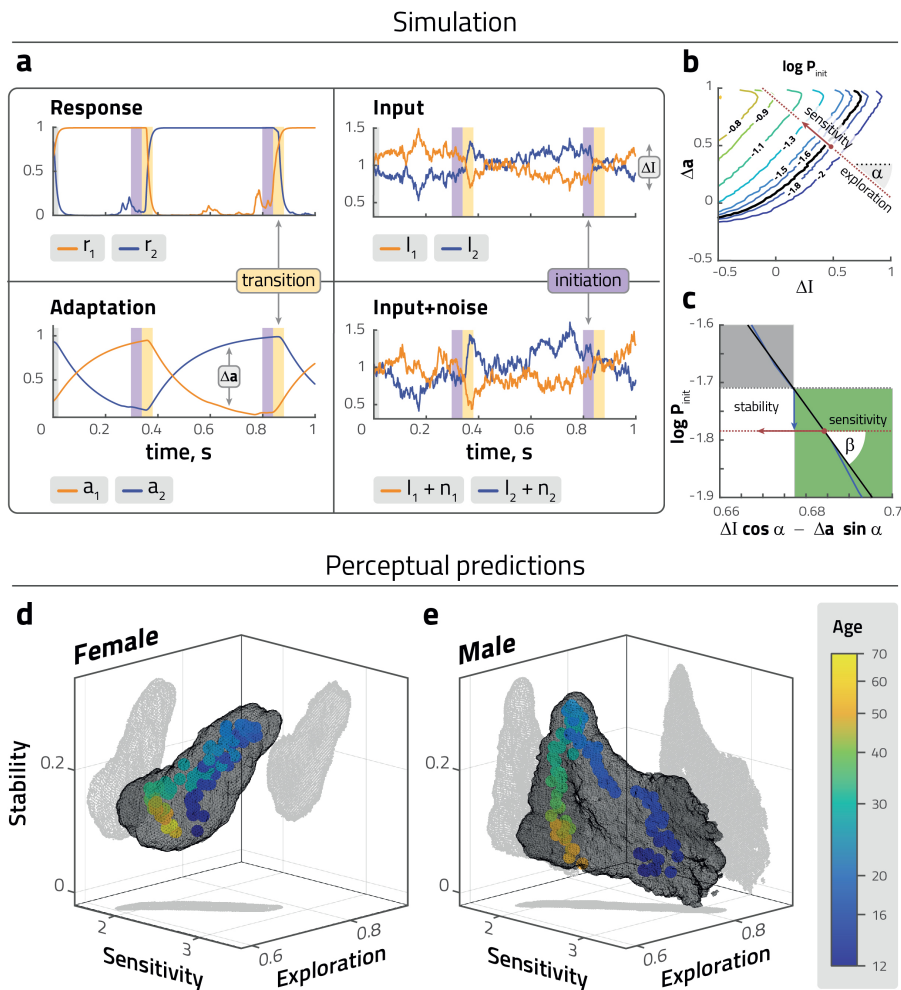 Simulation
a
Response
1
0.5
0
r1
r2
Input
1.5
1
0.5
ΔI
I1
I2
transition
initiation
Adaptation
1
0.5
Δa
0
0.2
0.4
0.6
0.8
1
time, s
a1
a2
Input+noise
1.5
1
0.5
0
0.2
0.4
0.6
0.8
1
time, s
I1 + n1
I2 + n2
b
log Pinit
1
0.5
0
-0.5
Δa
-0.8
-0.9
-1.1
-1.3
-1.5
-1.6
-1.8
-2
sensitivity
exploration
α
-0.5
0
0.5
1
ΔI
c
-1.6
-1.7
-1.8
-1.9
log Pinit
stability
sensitivity
β
0.66
0.68
0.7
ΔI cos α − Δa sin α
Perceptual predictions
d
Female
Stability
0.2
0
2
3
Sensitivity
0.6
0.8
Exploration
e
Male
0.2
0
2
3
Sensitivity
0.6
0.8
Exploration
Age
70
60
50
40
30
20
16
12